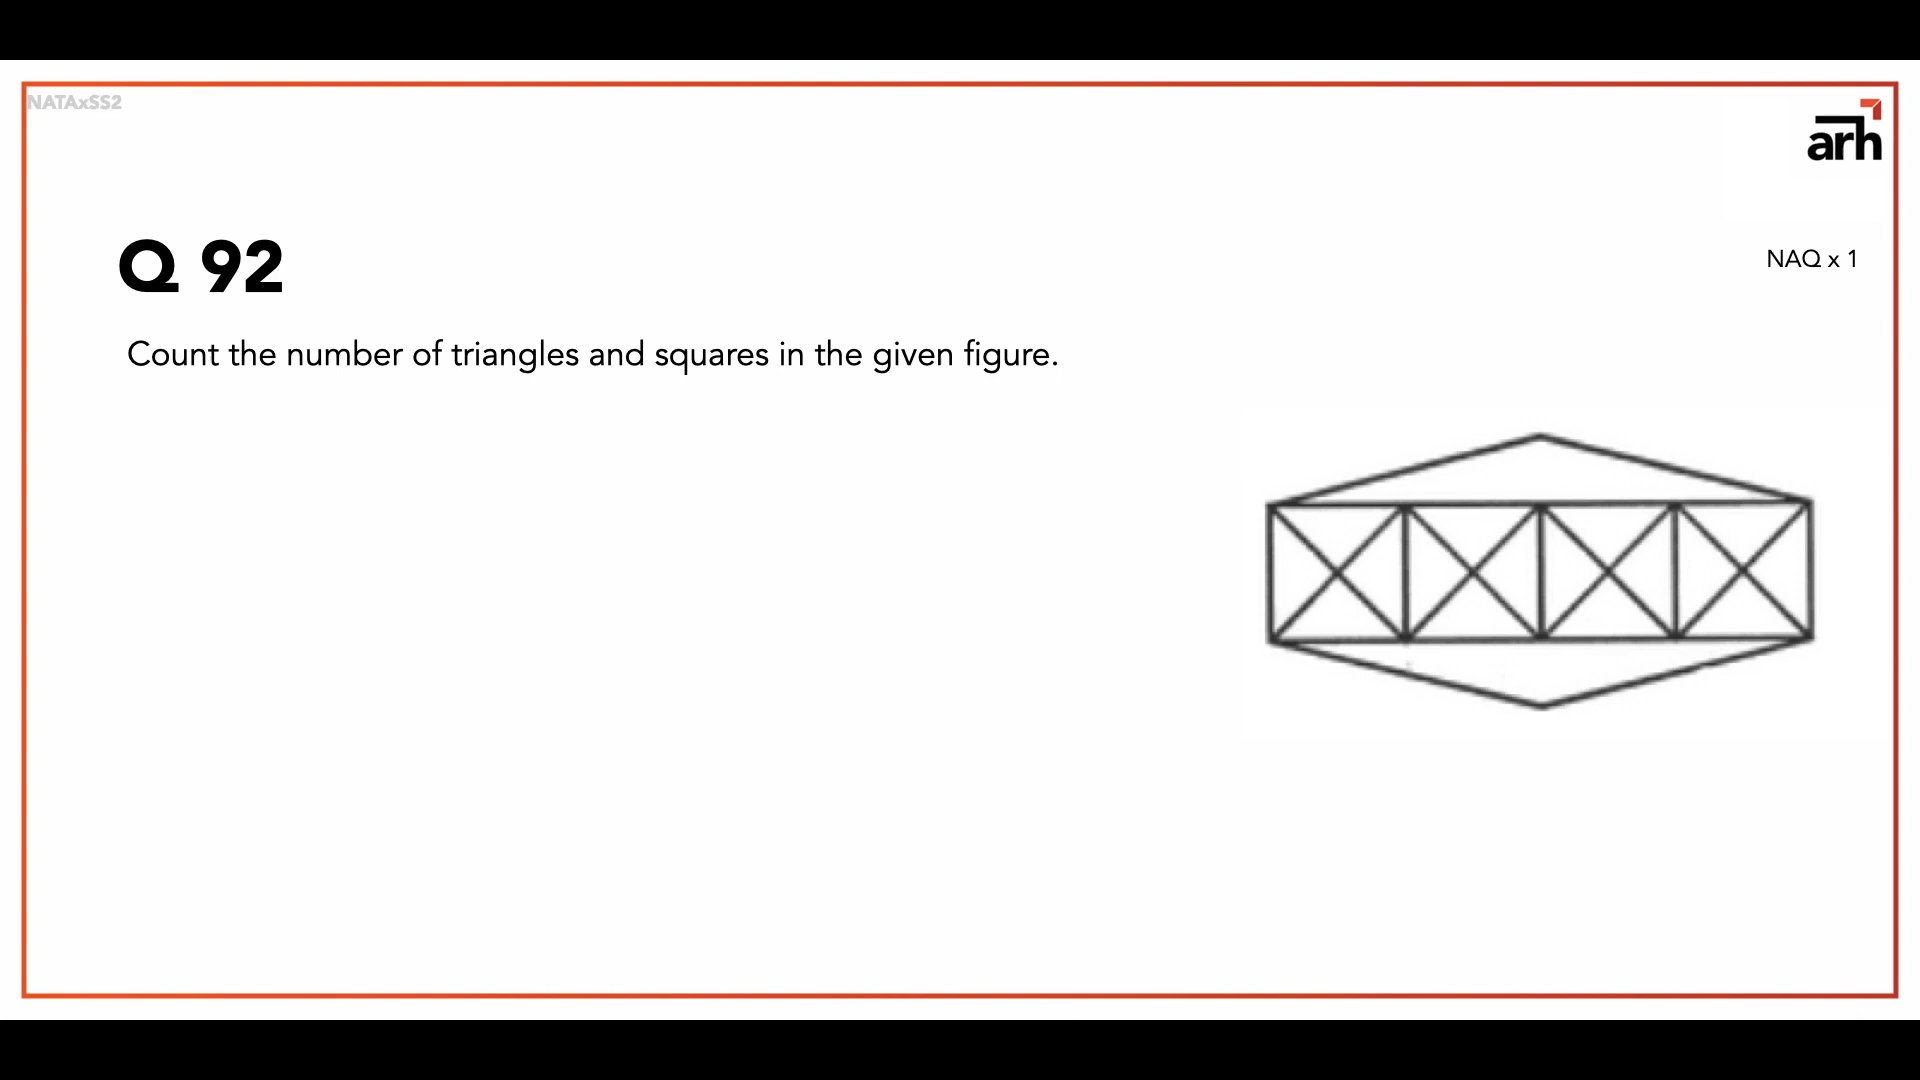 NATAxSS2
arh
Q 92
NAQ x 1
Count the number of triangles and squares in the given figure.